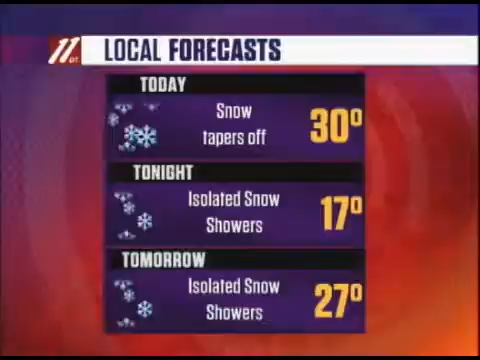 11
LOCAL FORECASTS
TODAY
Snow
tapers off
30°
TONIGHT
Isolated Snow
Showers
17°
TOMORROW
Isolated Snow
Showers
27°